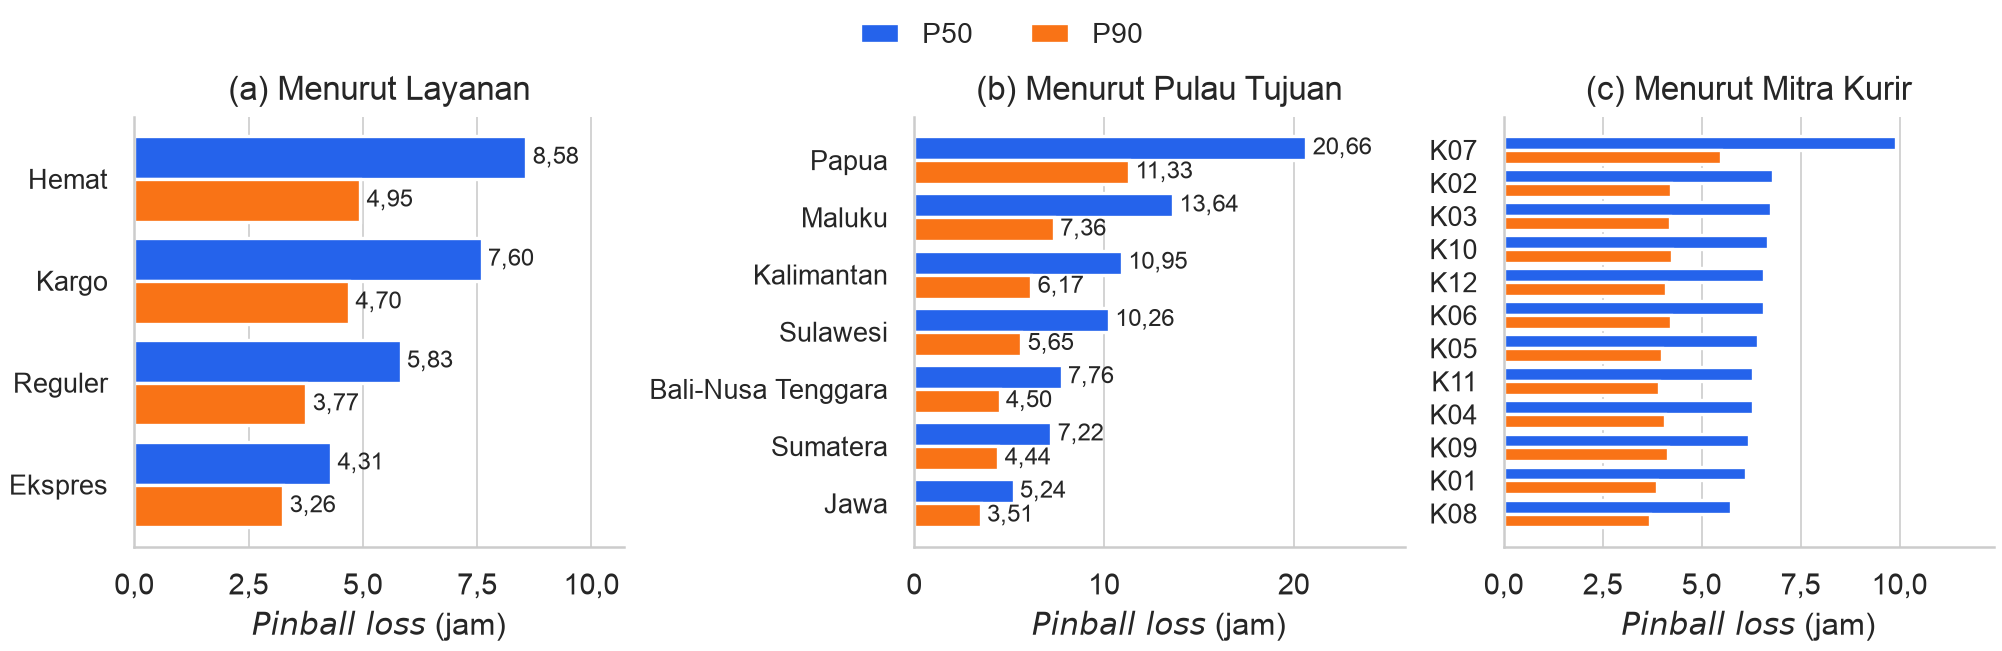 P50 P90
(a) Menurut Layanan
Hemat
8,58
4,95
Kargo
7,60
4,70
Reguler
5,83
3,77
Ekspres
4,31
3,26
0,0 2,5 5,0 7,5 10,0
Pinball loss (jam)
(b) Menurut Pulau Tujuan
Papua
20,66
11,33
Maluku
13,64
7,36
Kalimantan
10,95
6,17
Sulawesi
10,26
5,65
Bali-Nusa Tenggara
7,76
4,50
Sumatera
7,22
4,44
Jawa
5,24
3,51
0 10 20
Pinball loss (jam)
(c) Menurut Mitra Kurir
K07
K02
K03
K10
K12
K06
K05
K11
K04
K09
K01
K08
0,0 2,5 5,0 7,5 10,0
Pinball loss (jam)